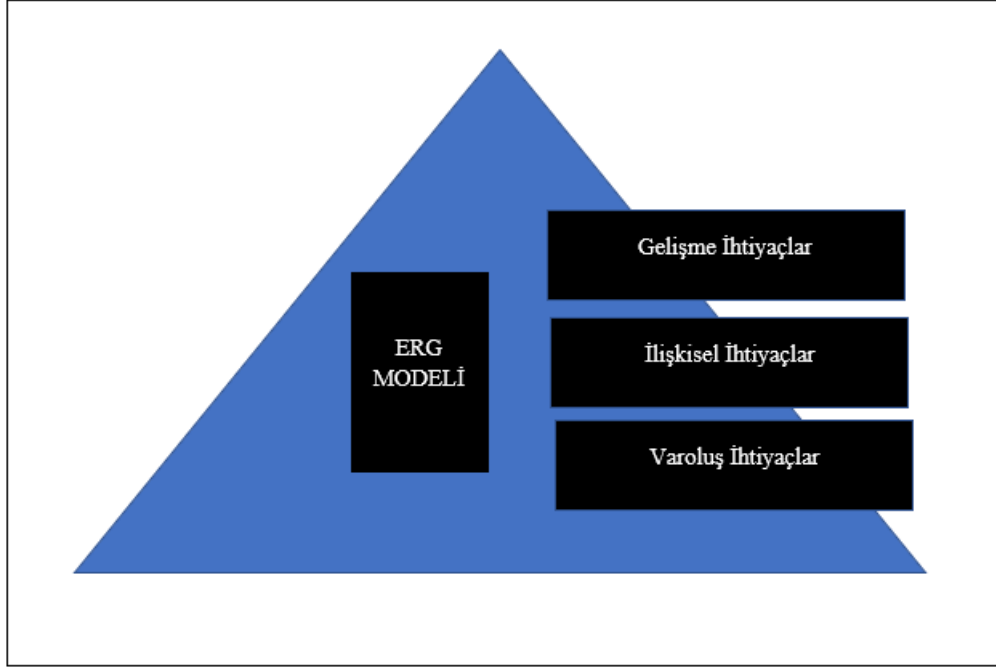 Gelişme İhtiyaçlar
ERG
MODELİ
İlişkisel İhtiyaçlar
Varoluş İhtiyaçlar